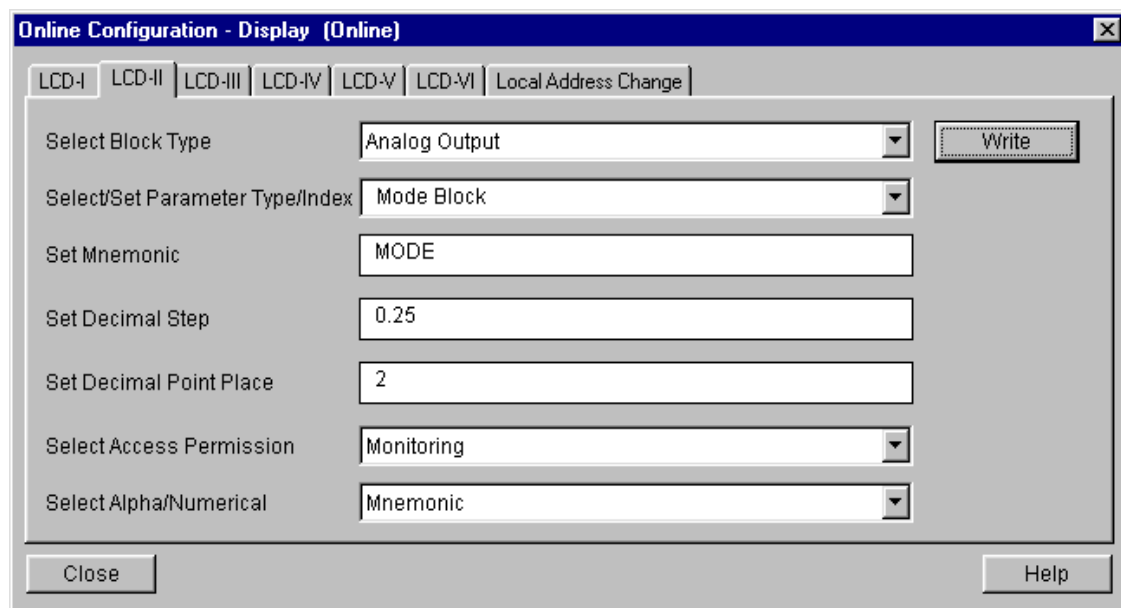 Online Configuration - Display (Online)
LCD-I LCD-II LCD-III LCD-IV LCD-V LCD-VI Local Address Change
Select Block Type Analog Output Write
Select/Set Parameter Type/Index Mode Block
Set Mnemonic MODE
Set Decimal Step 0.25
Set Decimal Point Place 2
Select Access Permission Monitoring
Select Alpha/Numerical Mnemonic
Close Help